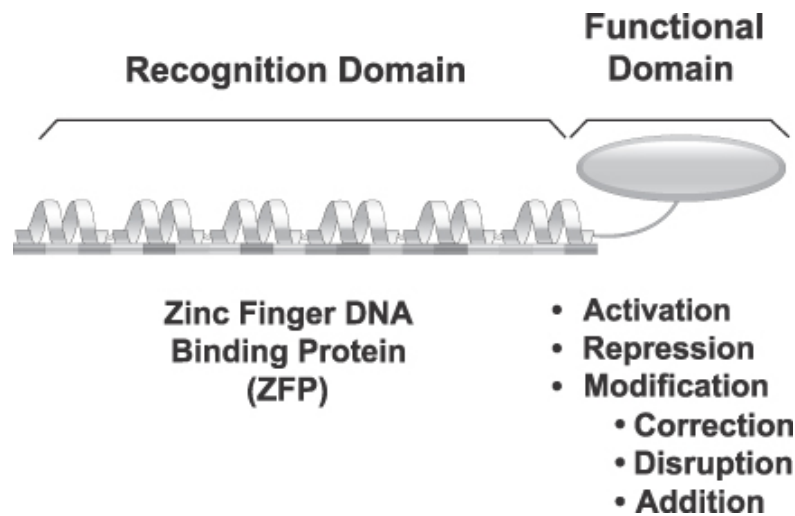 Functional
Domain
Recognition Domain
Zinc Finger DNA
Binding Protein
(ZFP)
• Activation
• Repression
• Modification
• Correction
• Disruption
• Addition